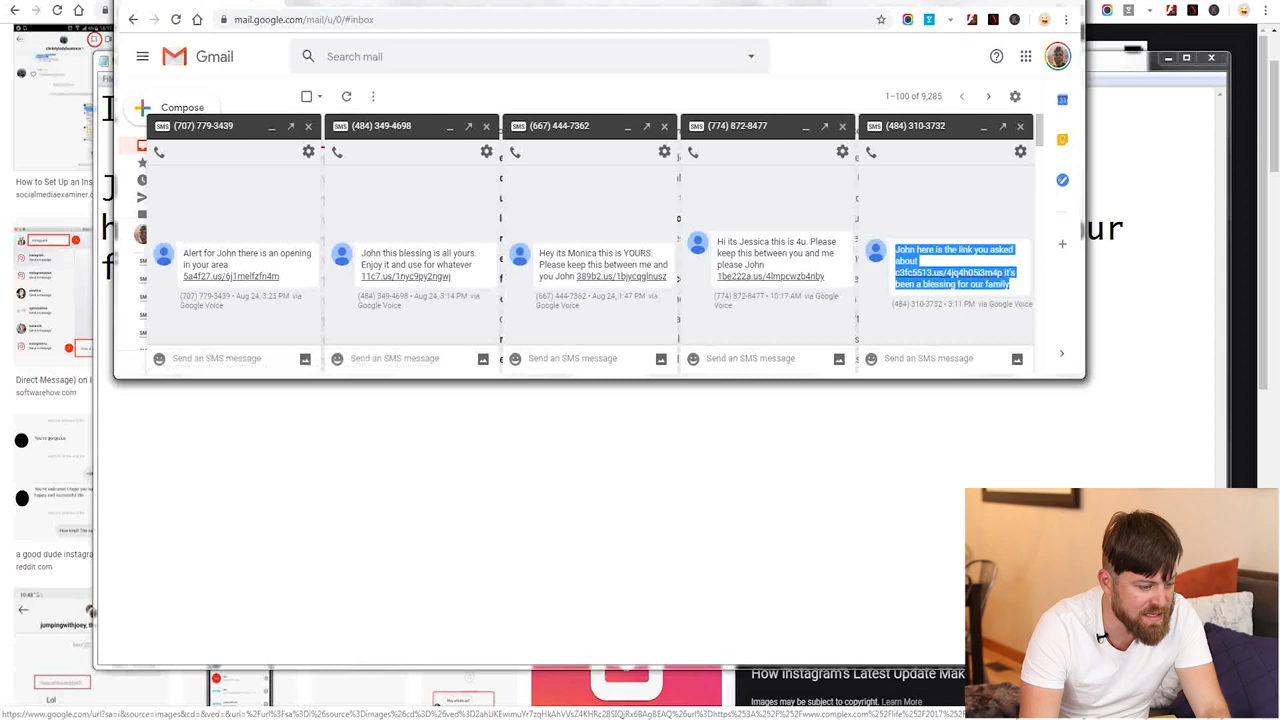 mail.google.com/mail/u/0/#inbox
Gmail
Search mail
Compose
1–100 of 9,285
SMS (707) 779-3439
SMS (484) 349-4698
SMS (667) 444-7362
SMS (774) 872-8477
SMS (484) 310-3732
Alert for John there is an opening
in your area
5a4f27.us/6j1melfzfn4m
(707) 779-3439 • Aug 24, 3:23 PM via
Google Voice
Send an SMS message
John this blessing is all yours.
Enjoy it and use for whatever
11c7.us/1nyc9py2ngwj
(484) 349-4698 • Aug 24, 3:14 PM via
Google Voice
Send an SMS message
Hey its Monica this is YOURS.
Please keep this between me and
you John 399b2.us/1bjycqglnusz
(667) 444-7362 • Aug 24, 1:47 PM via
Google Voice
Send an SMS message
Hi its Jessica this is 4u. Please
keep this between you and me
please John
1be222a.us/4lmpcwzb4nby
(774) 872-8477 • 10:17 AM via Google
Voice
Send an SMS message
John here is the link you asked
about
c3fc5513.us/4jq4h05i3m4p it's
been a blessing for our family
(484) 310-3732 • 3:11 PM via Google Voice
Send an SMS message
ur
How to Set Up an Ins
socialmediaexaminer.c
Direct Message) on I
softwarehow.com
You're gorgeous
a good dude instagra
reddit.com
jumpingwithjoey, th
Lol
How Instagram's Latest Update Mak
Images may be subject to copyright. Learn More